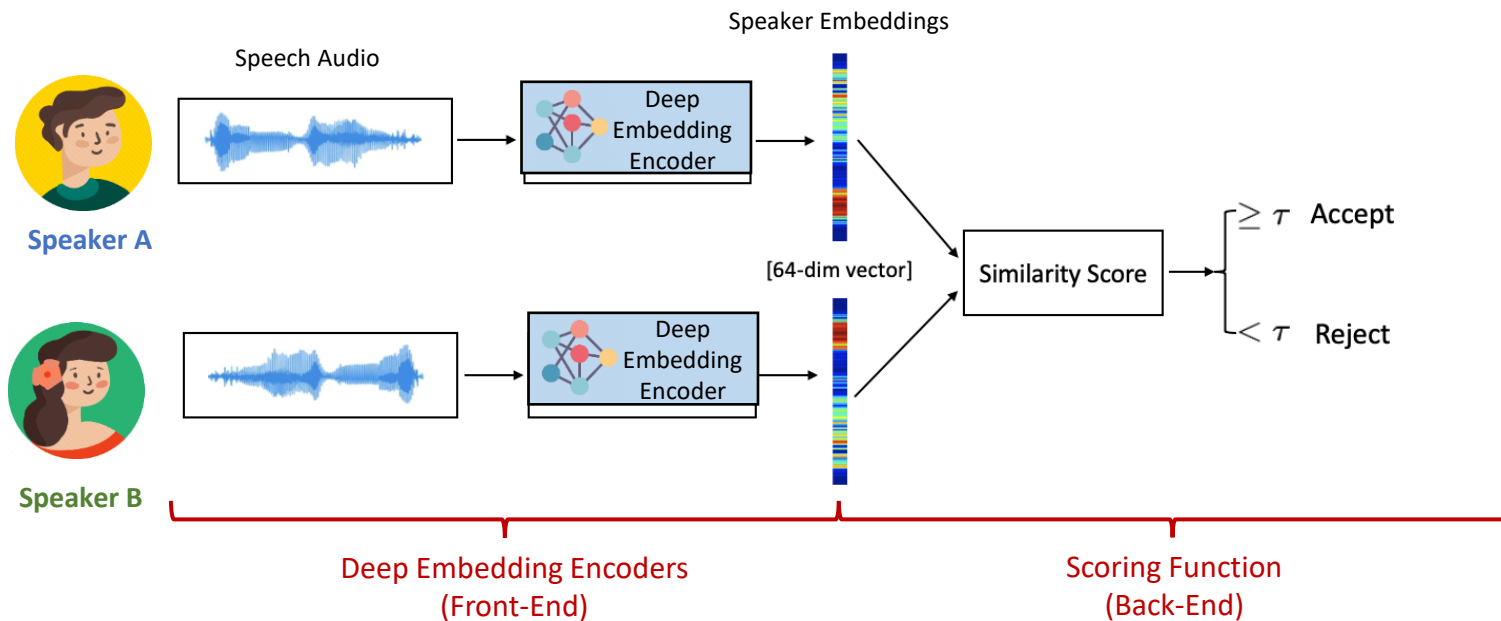 Speaker Embeddings
Speech Audio
Deep
Embedding
Encoder
Speaker A
≥ τ Accept
[64-dim vector]
Similarity Score
< τ Reject
Deep
Embedding
Encoder
Speaker B
Deep Embedding Encoders
(Front-End)
Scoring Function
(Back-End)